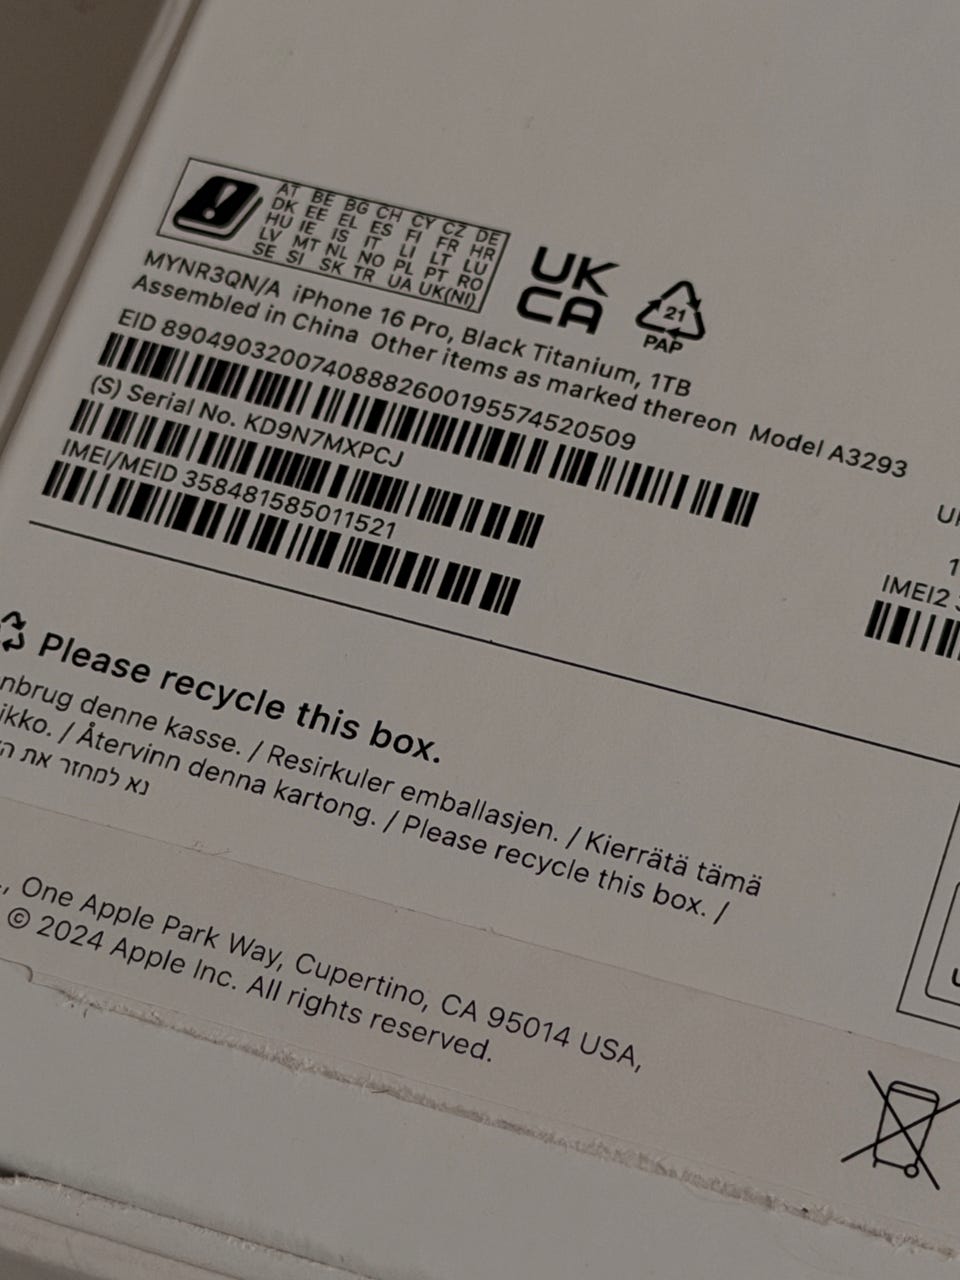 AT BE BG CH CY CZ DE
DK EE EL ES FI FR HR
HU IE IS IT LI LT LU
LV MT NL NO PL PT RO
SE SI SK TR UA UK(NI)
UK
CA
21
PAP
MYNR3QN/A iPhone 16 Pro, Black Titanium, 1TB
Assembled in China Other items as marked thereon Model A3293
EID 89049032007408882600195574520509
(S) Serial No. KD9N7MXPCJ
IMEI/MEID 358481585011521
IMEI2
Please recycle this box.
denne kasse. / Resirkuler emballasjen. / Kierrätä tämä
/ Återvinn denna kartong. / Please recycle this box. /
נא למחזר את
One Apple Park Way, Cupertino, CA 95014 USA,
© 2024 Apple Inc. All rights reserved.